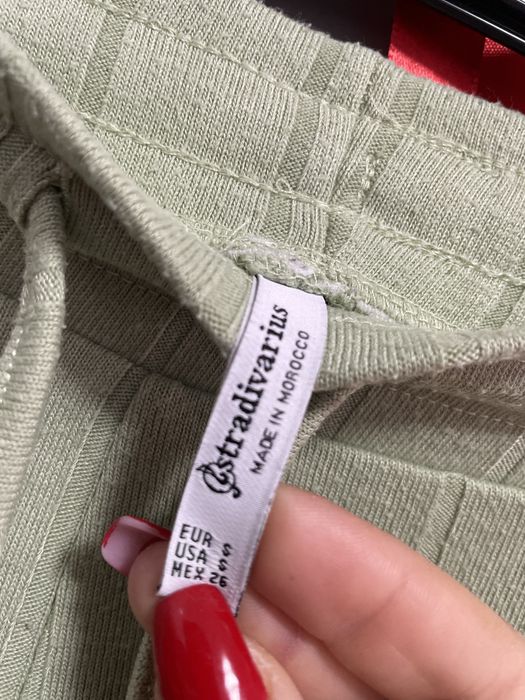 stradivarius
MADE IN MOROCCO
EUR S
USA S
MEX 26